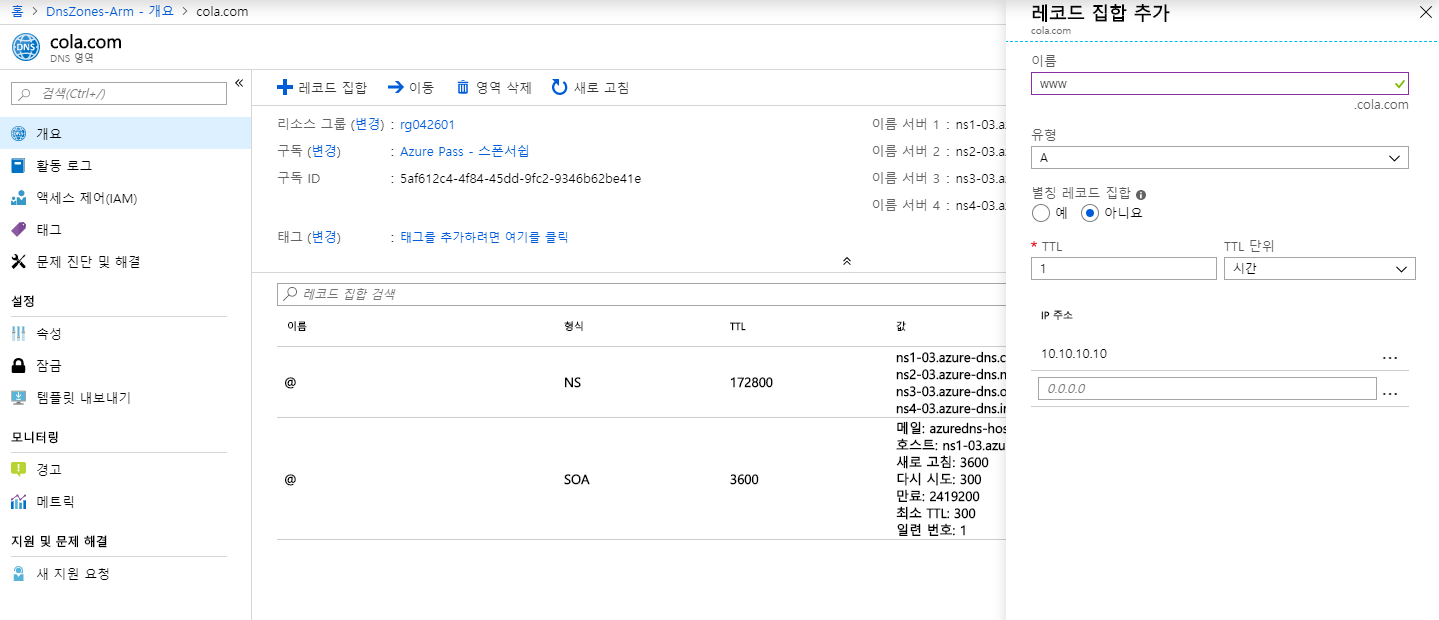 홈 > DnsZones-Arm - 개요 > cola.com
cola.com
DNS 영역
검색(Ctrl+/)
«
개요
활동 로그
액세스 제어(IAM)
태그
문제 진단 및 해결
설정
속성
잠금
템플릿 내보내기
모니터링
경고
메트릭
지원 및 문제 해결
새 지원 요청
레코드 집합 이동 영역 삭제 새로 고침
리소스 그룹 (변경) : rg042601
구독 (변경) : Azure Pass - 스폰서쉽
구독 ID : 5af612c4-4f84-45dd-9fc2-9346b62be41e
태그 (변경) : 태그를 추가하려면 여기를 클릭
이름 서버 1 : ns1-03.a
이름 서버 2 : ns2-03.a
이름 서버 3 : ns3-03.a
이름 서버 4 : ns4-03.a
레코드 집합 검색
이름 형식 TTL 값
@ NS 172800
ns1-03.azure-dns.c
ns2-03.azure-dns.n
ns3-03.azure-dns.o
ns4-03.azure-dns.in
@ SOA 3600
메일: azuredns-hos
호스트: ns1-03.azu
새로 고침: 3600
다시 시도: 300
만료: 2419200
최소 TTL: 300
일련 번호: 1
레코드 집합 추가
cola.com
이름
www
.cola.com
유형
A
별칭 레코드 집합
예 아니요
* TTL TTL 단위
1 시간
IP 주소
10.10.10.10 ...
0.0.0.0 ...